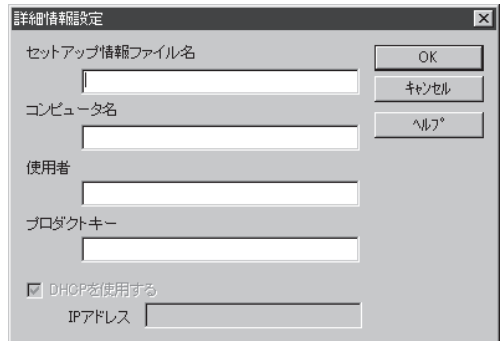 詳細情報設定
セットアップ情報ファイル名
OK
キャンセル
コンピュータ名
ヘルプ
使用者
プロダクトキー
DHCPを使用する
IPアドレス